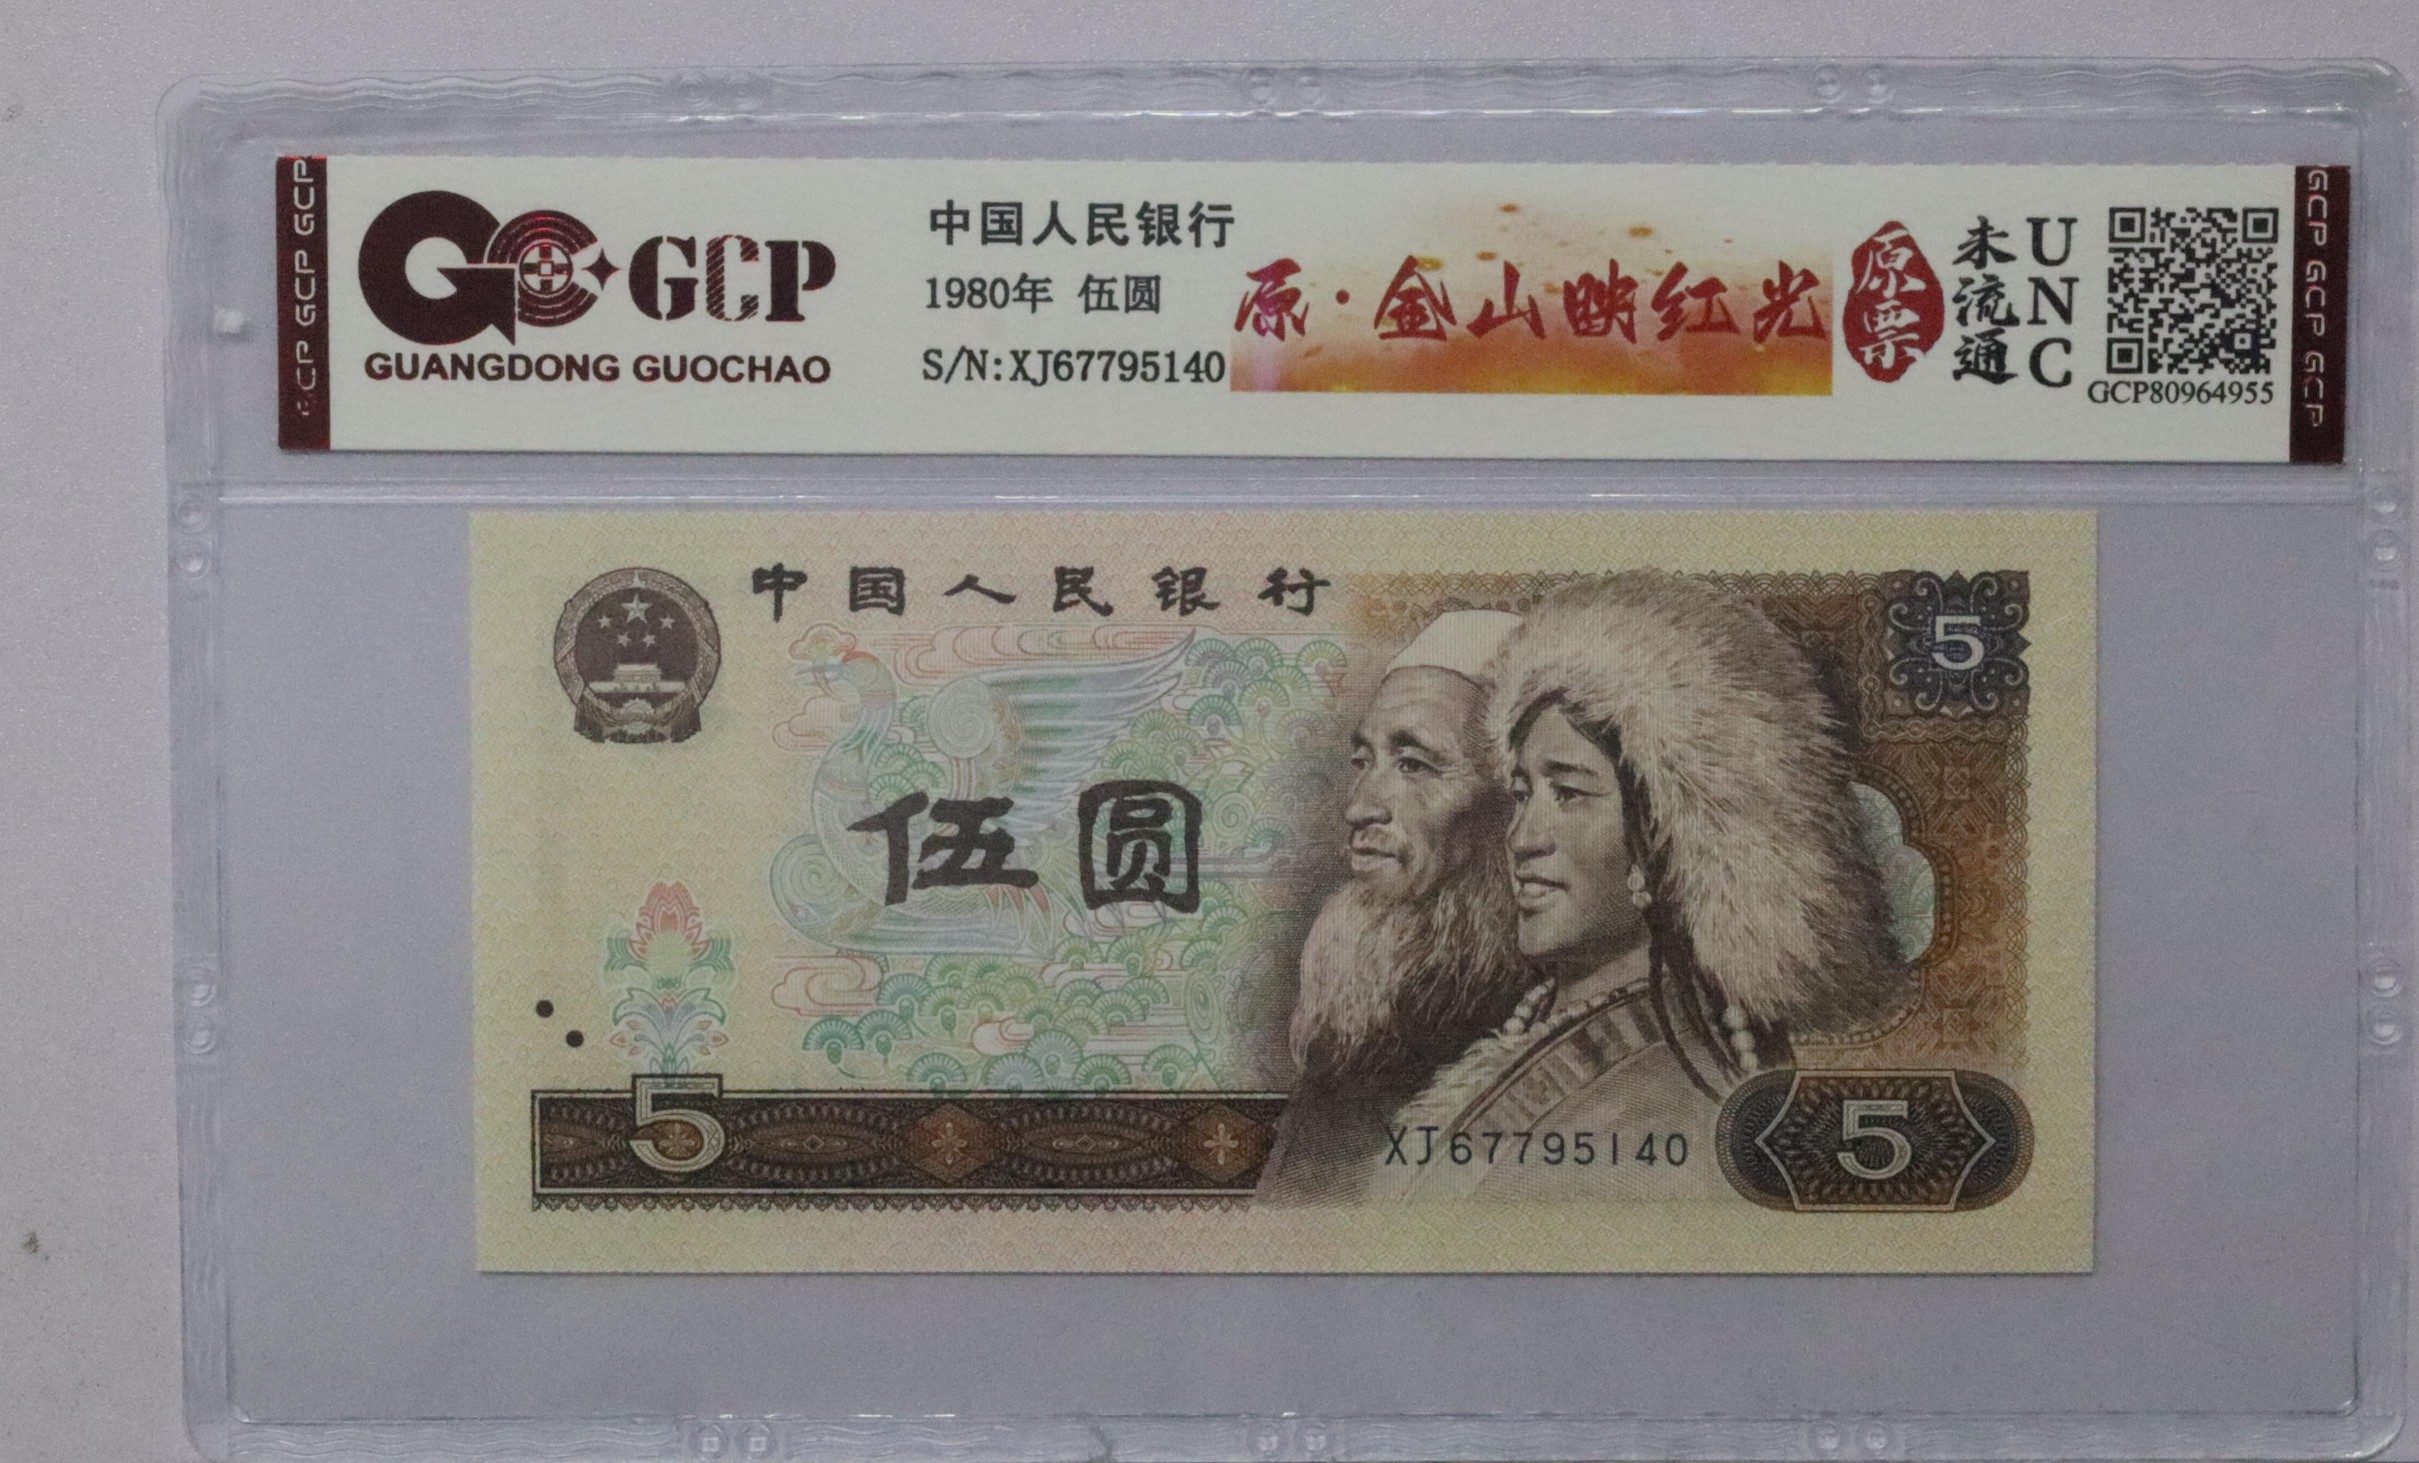 GCP GCP GCP
GC GCP
GUANGDONG GUOCHAO
中国人民银行
1980年 伍圆
S/N:XJ67795140
原·金山映红光
原票
未流通
UNC
GCP80964955
GCP GCP GCP
中国人民银行
5
伍圆
5
XJ67795140
5